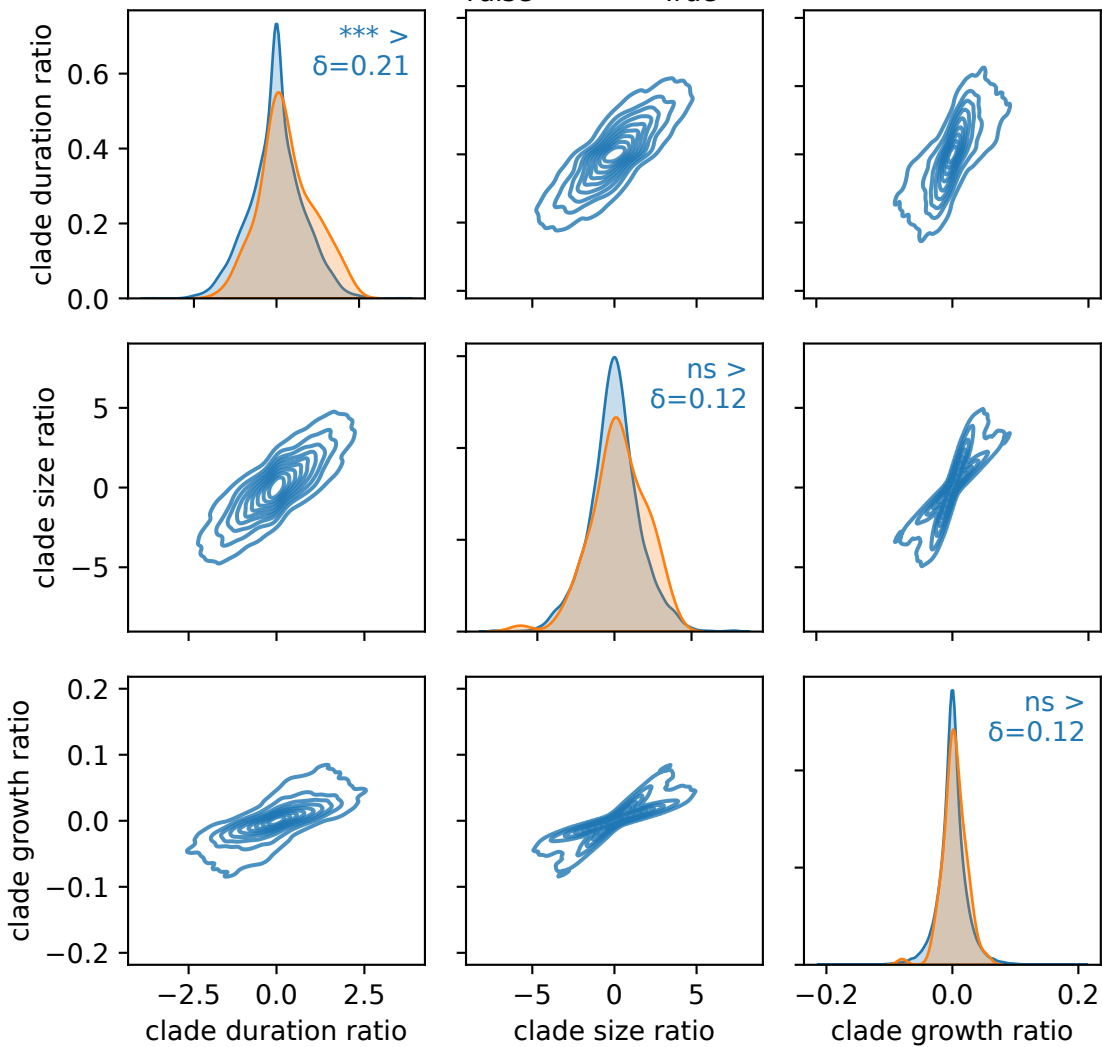 clade duration ratio
0.6
0.4
0.2
0.0
*** >
δ=0.21
clade size ratio
5
0
−5
ns >
δ=0.12
clade growth ratio
0.2
0.1
0.0
−0.1
−0.2
ns >
δ=0.12
−2.5 0.0 2.5
−5 0 5
−0.2 0.0 0.2
clade duration ratio
clade size ratio
clade growth ratio